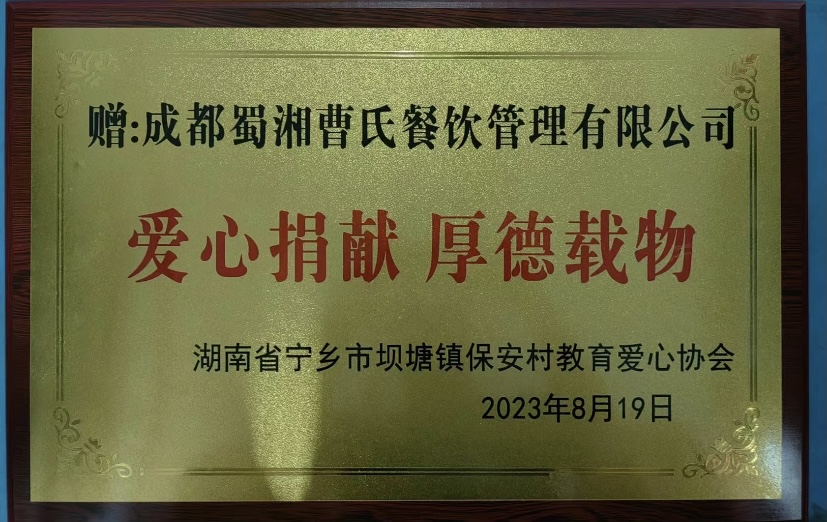 赠:成都蜀湘曹氏餐饮管理有限公司
爱心捐献 厚德载物
湖南省宁乡市坝塘镇保安村教育爱心协会
2023年8月19日